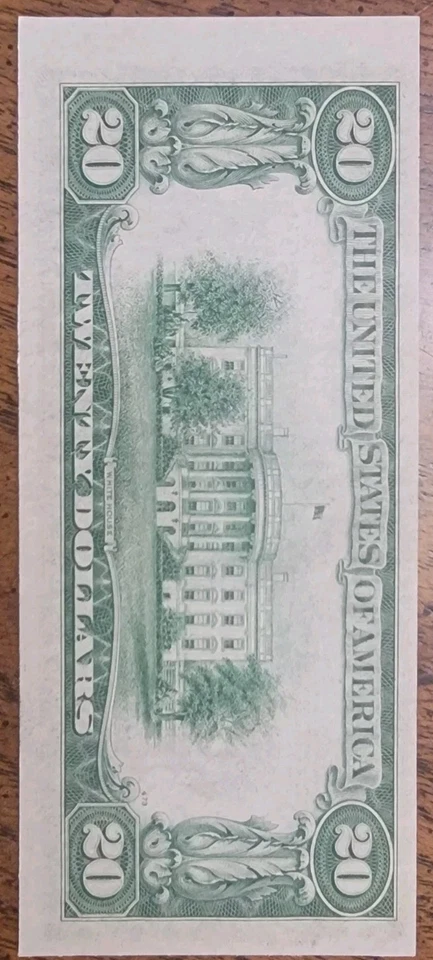 20 20
THE UNITED STATES OF AMERICA
WHITE HOUSE
TWENTY DOLLARS
20 20